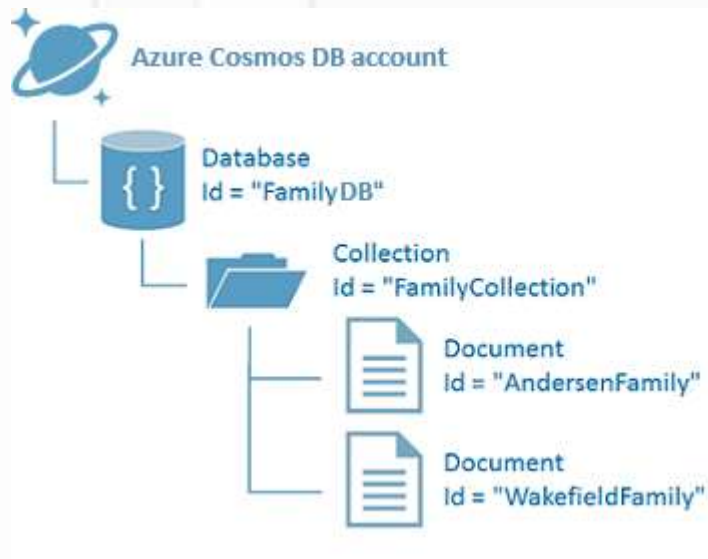 Azure Cosmos DB account
Database
{ }
Id = "FamilyDB"
Collection
Id = "FamilyCollection"
Document
Id = "AndersenFamily"
Document
Id = "WakefieldFamily"